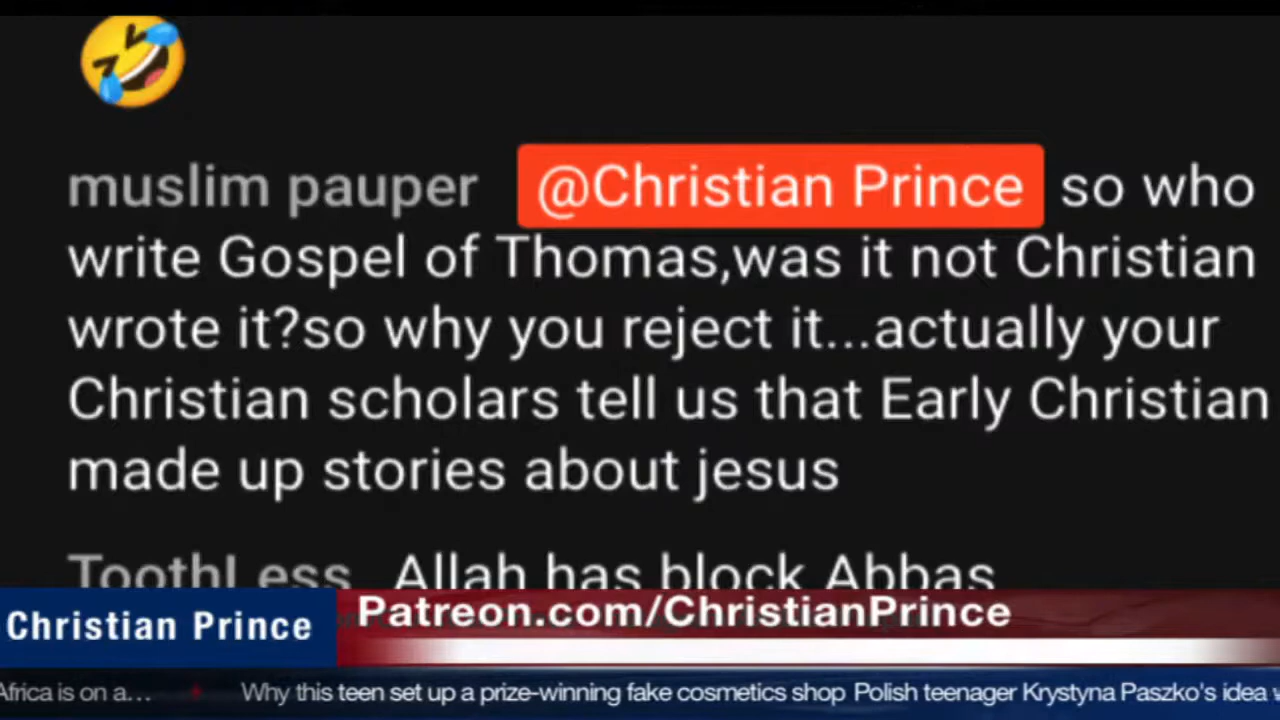 muslim pauper @Christian Prince so who
write Gospel of Thomas,was it not Christian
wrote it?so why you reject it...actually your
Christian scholars tell us that Early Christian
made up stories about jesus
ToothLess Allah has block Abbas
Christian Prince
Patreon.com/ChristianPrince
Africa is on a... Why this teen set up a prize-winning fake cosmetics shop Polish teenager Krystyna Paszko's idea